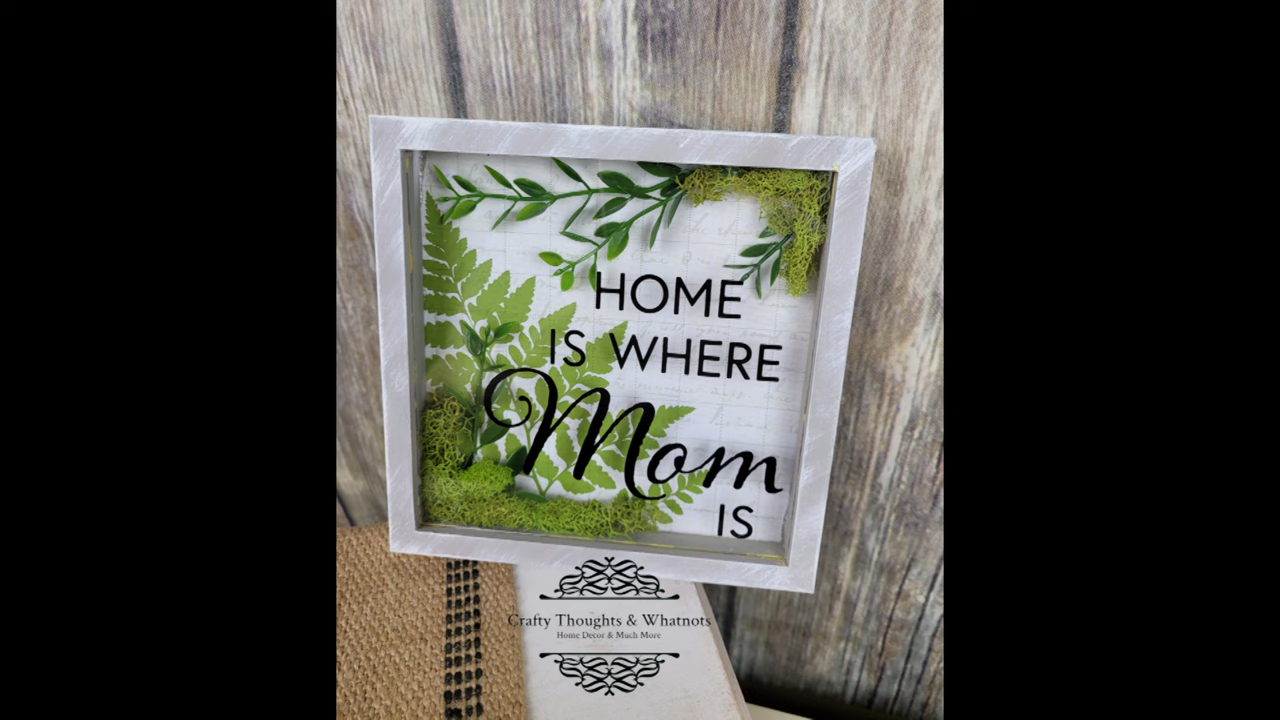 HOME
IS WHERE
Mom
IS
Crafty Thoughts & Whatnots
Home Decor & Much More